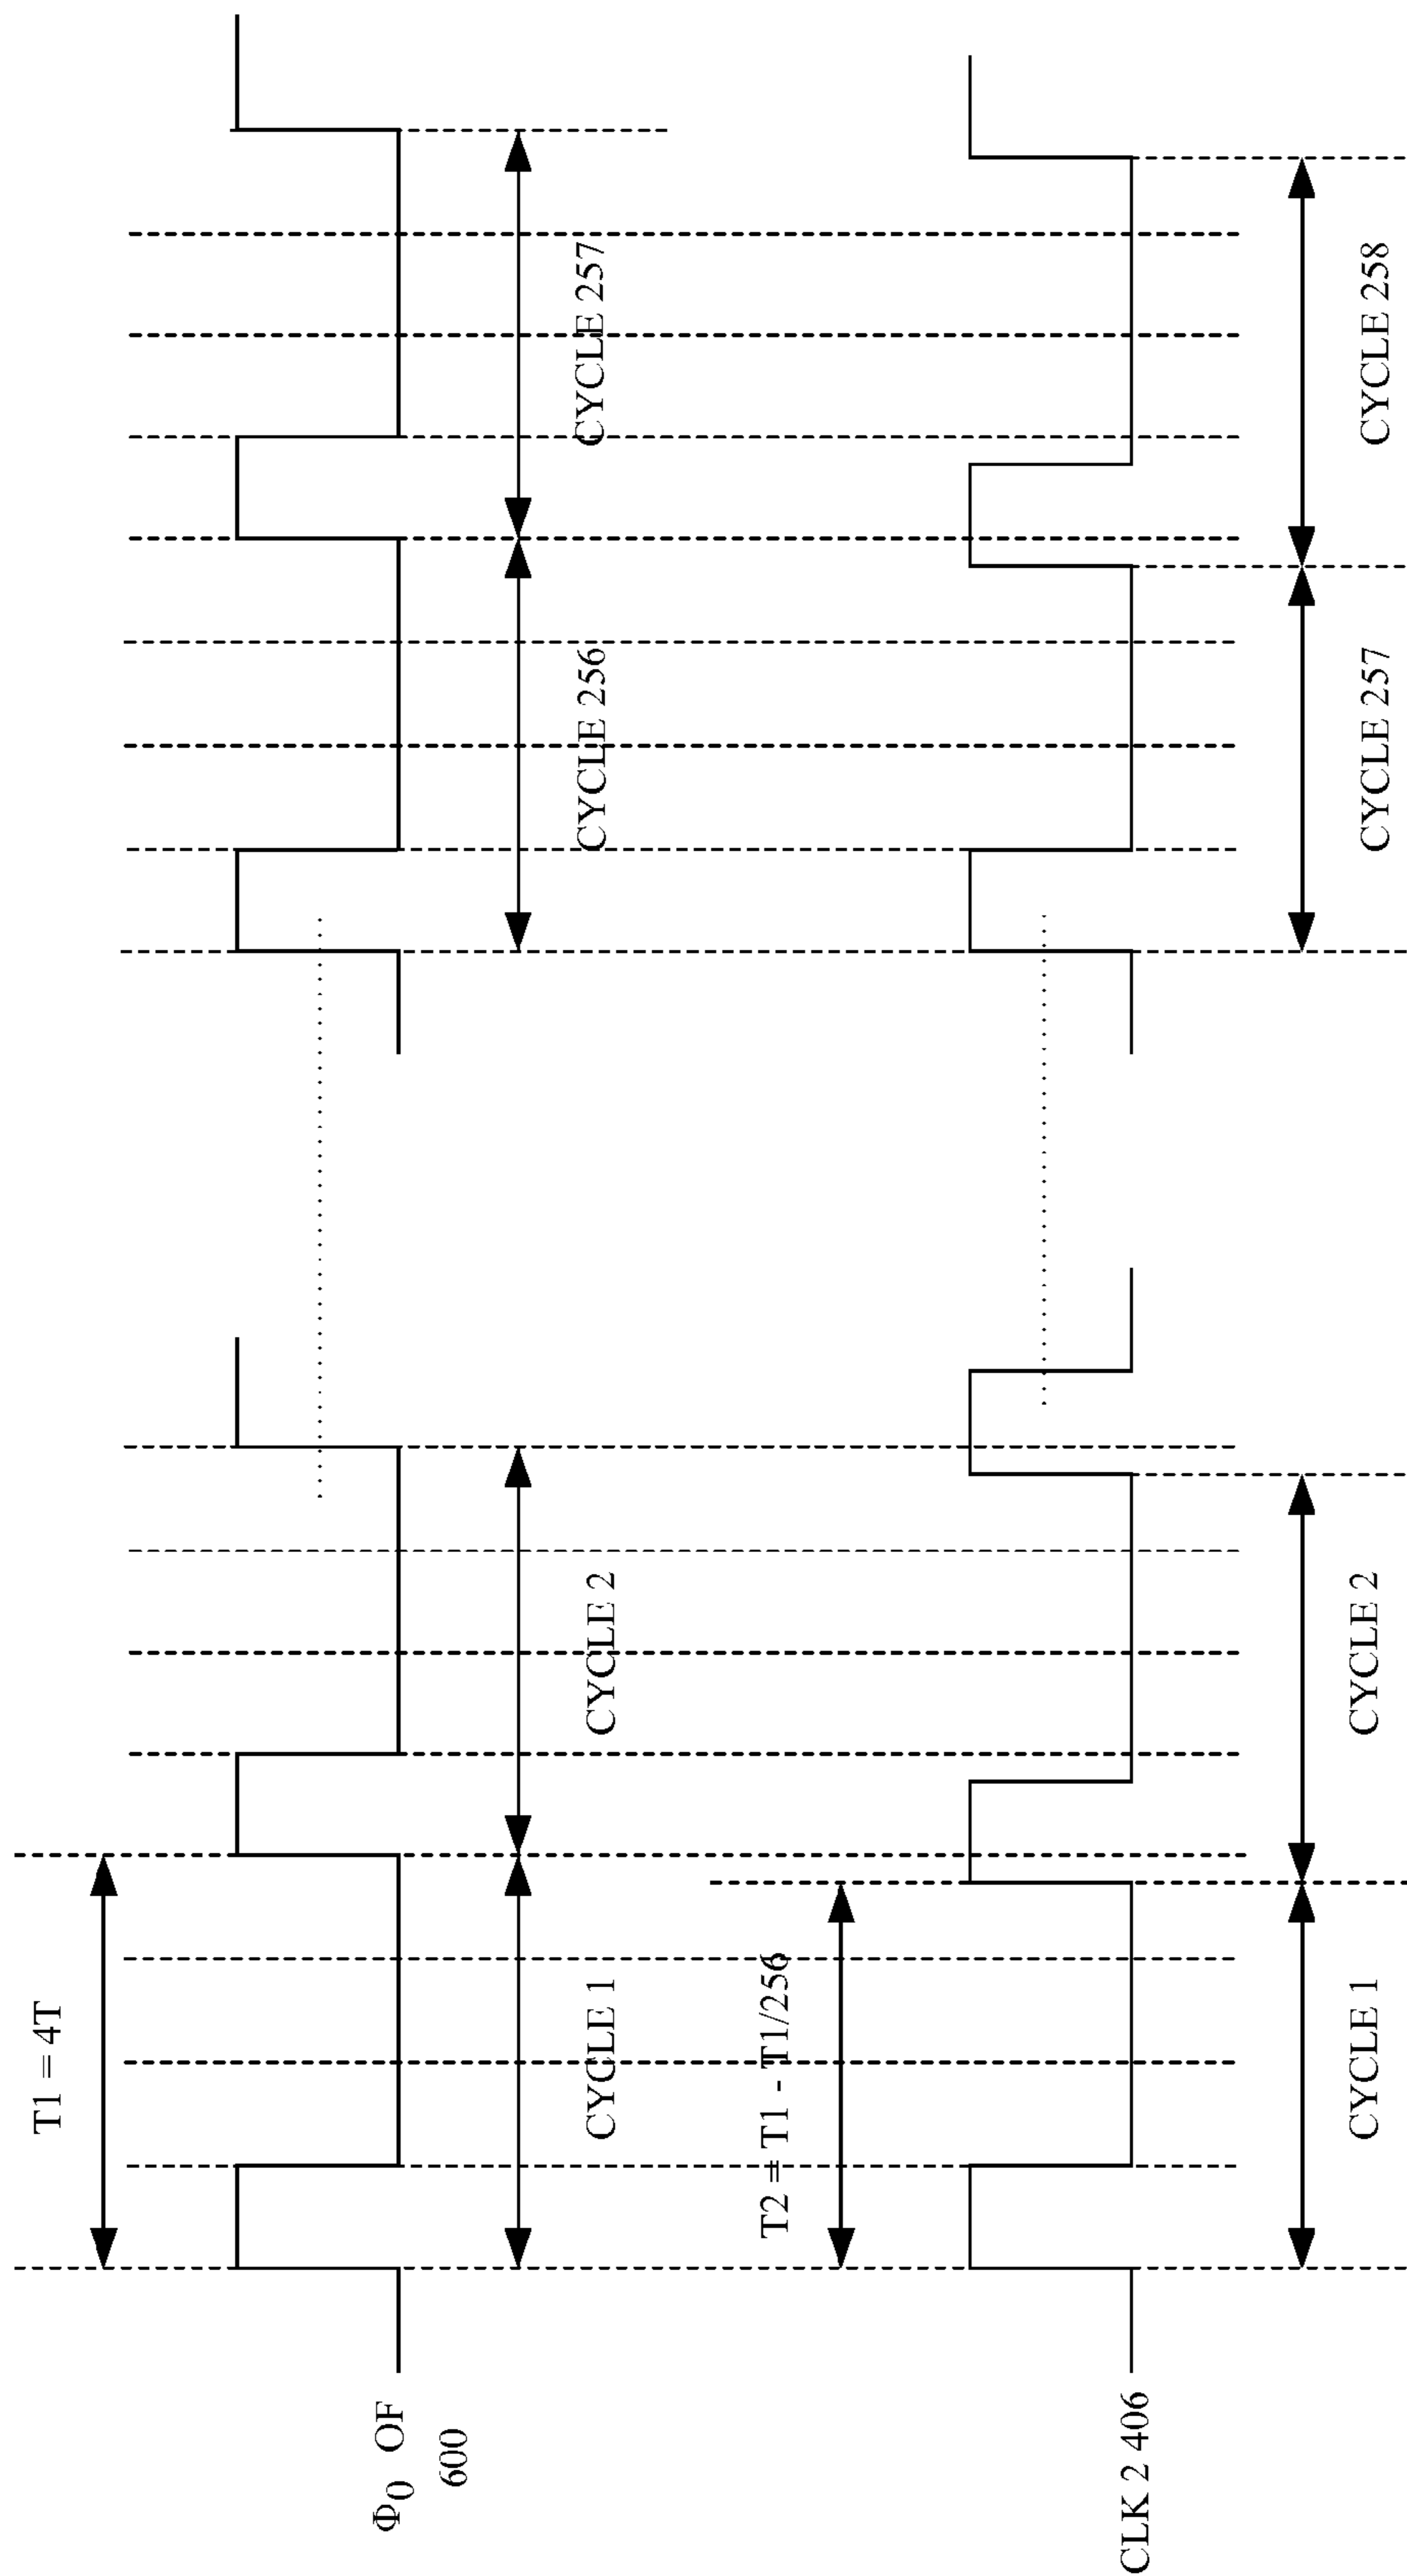 T1 = 4T
Φ0 OF
600
CYCLE 1
CYCLE 2
CYCLE 256
CYCLE 257
T2 = T1 - T1/256
CLK 2 406
CYCLE 1
CYCLE 2
CYCLE 257
CYCLE 258